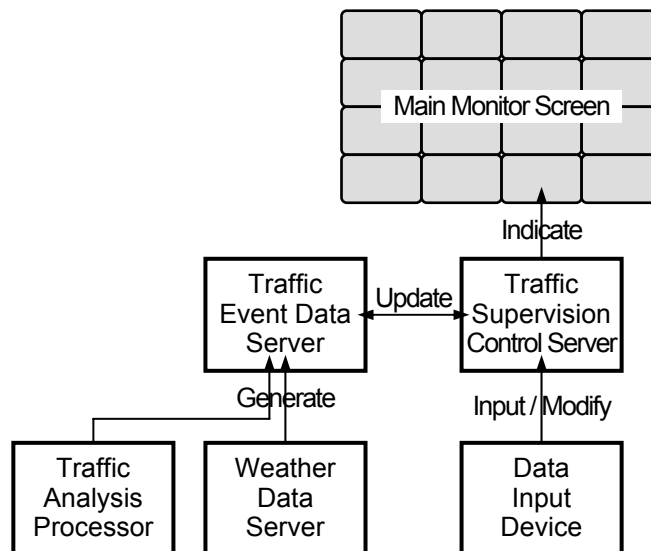 Main Monitor Screen
Indicate
Traffic
Event Data
Server
Update
Traffic
Supervision
Control Server
Generate
Input / Modify
Traffic
Analysis
Processor
Weather
Data
Server
Data
Input
Device